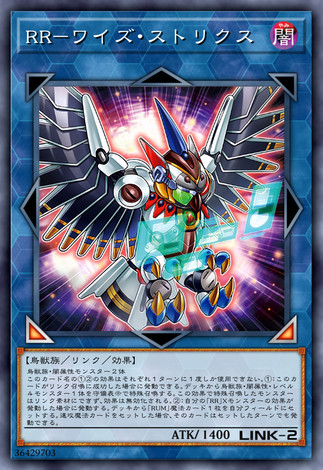 RR－ワイズ・ストリクス
闇
【鳥獣族／リンク／効果】
鳥獣族・闇属性モンスター２体
このカード名の①②の効果はそれぞれ１ターンに１度しか使用できない。①：このカ
ードがリンク召喚に成功した場合に発動できる。デッキから鳥獣族・闇属性・レベル
４モンスター１体を守備表示で特殊召喚する。この効果で特殊召喚したモンスター
はリンク素材にできず、効果は無効化される。②：自分の「RR」Xモンスターの効果が
発動した場合に発動する。デッキから「RUM」魔法カード１枚を自分フィールドにセッ
トする。速攻魔法カードをセットした場合、そのカードはセットしたターンでも発動
できる。
ATK/ 1400 LINK-2
36429703